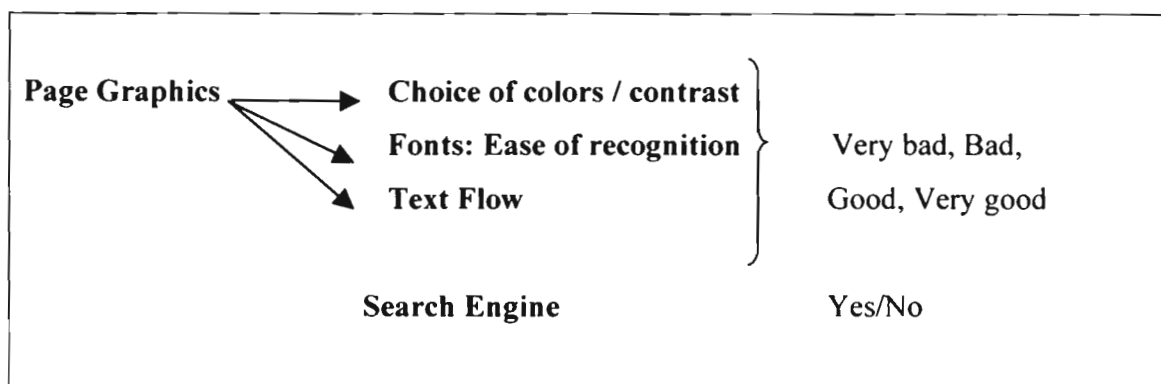 Page Graphics
Choice of colors / contrast
Fonts: Ease of recognition
Very bad, Bad,
Text Flow
Good, Very good
Search Engine
Yes/No